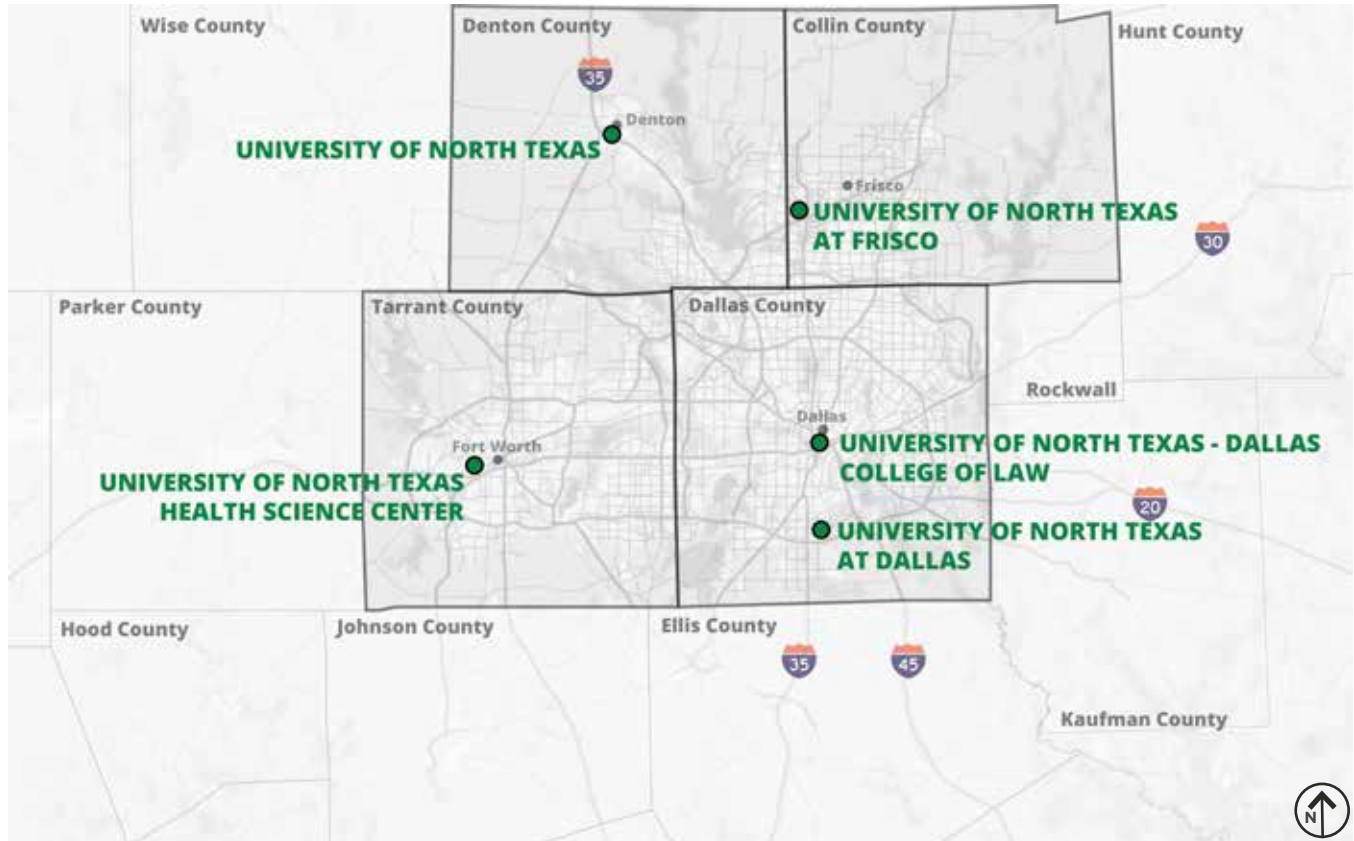 Wise County
Denton County
Collin County
Hunt County
35
Denton
UNIVERSITY OF NORTH TEXAS
Frisco
UNIVERSITY OF NORTH TEXAS
AT FRISCO
30
Parker County
Tarrant County
Dallas County
Rockwall
Dallas
Fort Worth
UNIVERSITY OF NORTH TEXAS - DALLAS
COLLEGE OF LAW
UNIVERSITY OF NORTH TEXAS
HEALTH SCIENCE CENTER
20
UNIVERSITY OF NORTH TEXAS
AT DALLAS
Hood County
Johnson County
Ellis County
35
45
Kaufman County
N